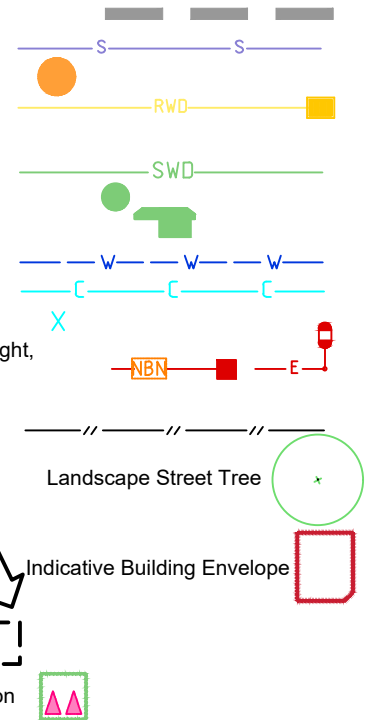 S S
RWD
SWD
W W W
C C C
X
ght,
NBN E
// // //
Landscape Street Tree
Indicative Building Envelope
on